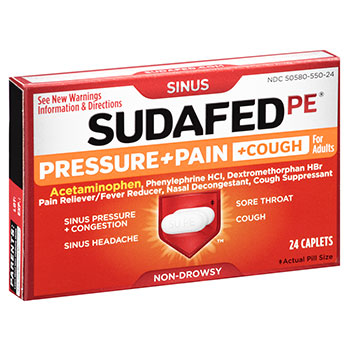 SINUS
NDC 50580-550-24
See New Warnings
Information & Directions
SUDAFED PE®
PRESSURE+PAIN +COUGH For Adults
Acetaminophen, Phenylephrine HCl, Dextromethorphan HBr
Pain Reliever/Fever Reducer, Nasal Decongestant, Cough Suppressant
SINUS PRESSURE
+ CONGESTION
SINUS HEADACHE
SORE THROAT
COUGH
TM
24 CAPLETS
NON-DROWSY
‡Actual Pill Size
PARENTS: